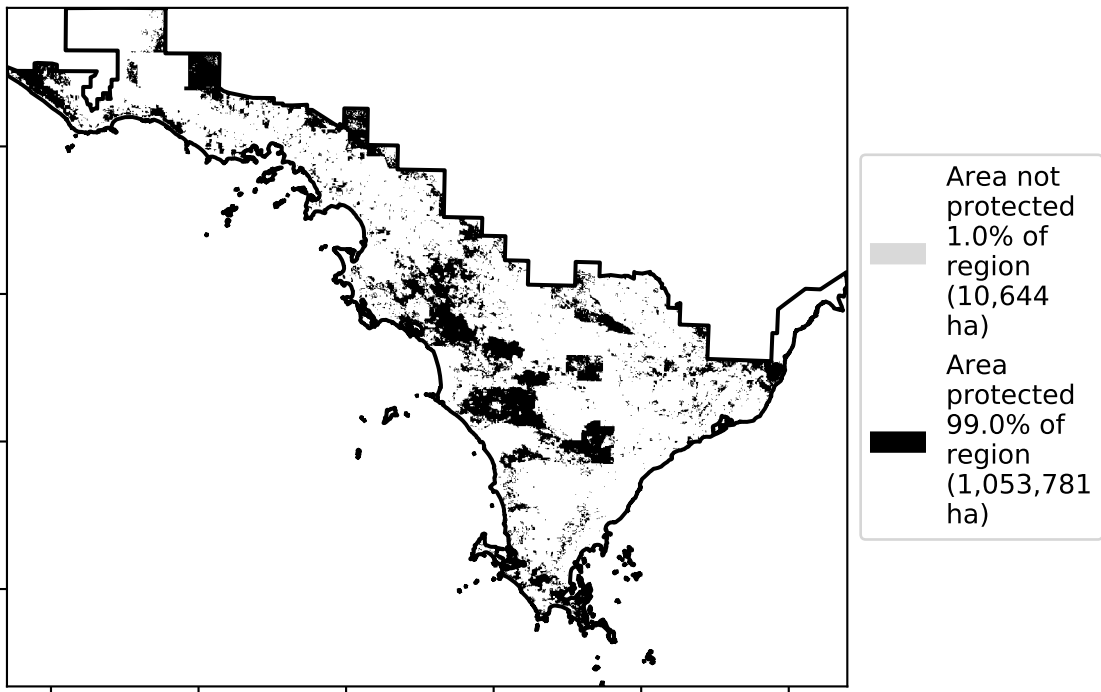 Area not
protected
1.0% of
region
(10,644
ha)
Area
protected
99.0% of
region
(1,053,781
ha)